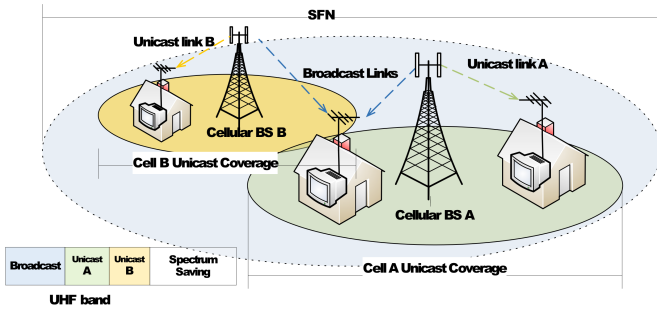 SFN
Unicast link B
Broadcast Links
Unicast link A
Cellular BS B
Cell B Unicast Coverage
Cellular BS A
Cell A Unicast Coverage
Broadcast
Unicast
A
Unicast
B
Spectrum
Saving
UHF band